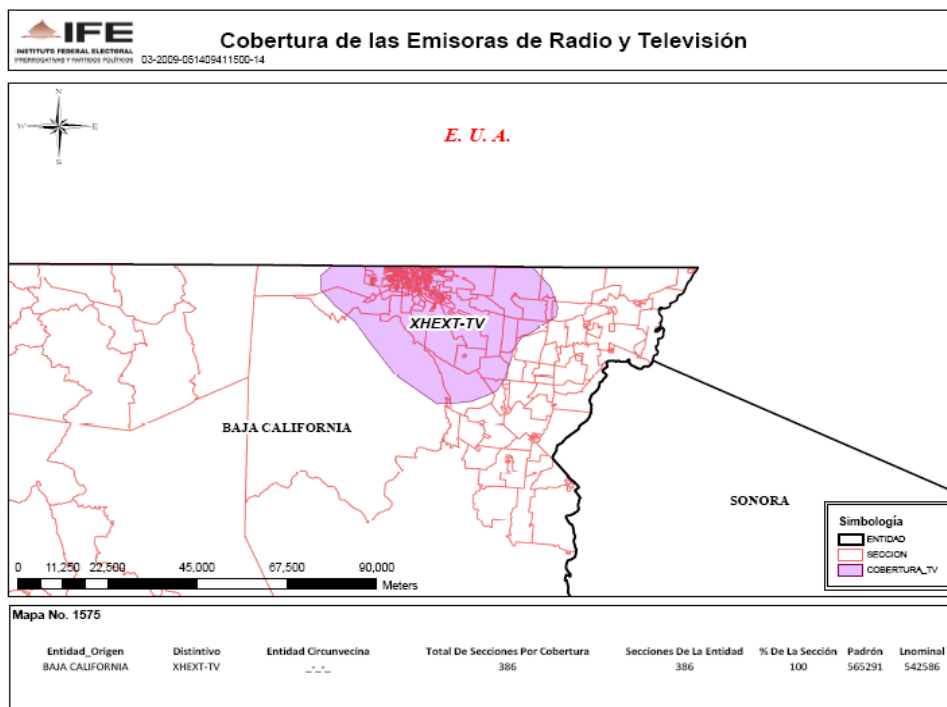 IFE
INSTITUTO FEDERAL ELECTORAL
PRERROGATIVAS Y PARTIDOS POLÍTICOS
03-2009-051409411500-14
Cobertura de las Emisoras de Radio y Televisión
N
W E
S
E. U. A.
XHEXT-TV
BAJA CALIFORNIA
SONORA
Simbología
ENTIDAD
SECCION
COBERTURA_TV
0 11,250 22,500 45,000 67,500 90,000
Meters
Mapa No. 1575
Entidad_Origen Distintivo Entidad Circunvecina Total De Secciones Por Cobertura Secciones De La Entidad % De La Sección Padrón Lnominal
BAJA CALIFORNIA XHEXT-TV _-_-_ 386 386 100 565291 542586